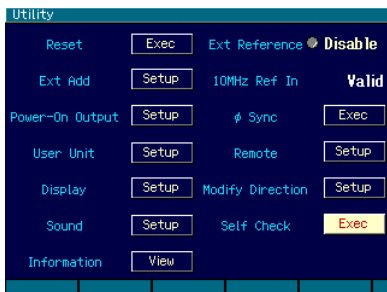 Utility
Reset Exec Ext Reference Disable
Ext Add Setup 10MHz Ref In Valid
Power-On Output Setup ϕ Sync Exec
User Unit Setup Remote Setup
Display Setup Modify Direction Setup
Sound Setup Self Check Exec
Information View